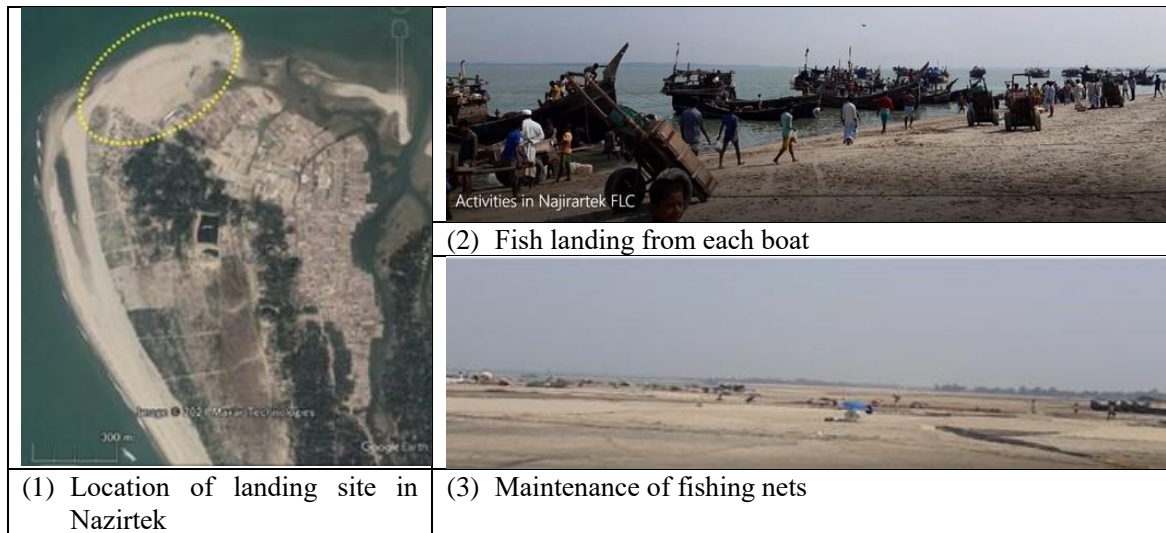 Image © 2021 Maxar Technologies
300 m
Google Earth
(1) Location of landing site in
Nazirtek
Activities in Najirartek FLC
(2) Fish landing from each boat
(3) Maintenance of fishing nets